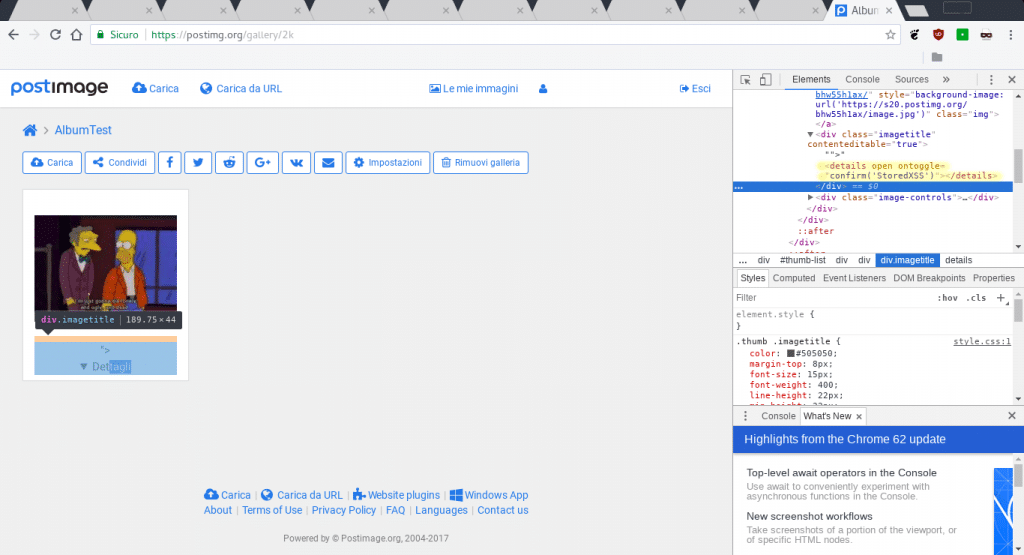 Album
Sicuro | https://postimg.org/gallery/2k
postimage Carica Carica da URL Le mie immagini Esci
AlbumTest
Carica Condividi Impostazioni Rimuovi galleria
div.imagetitle | 189.75 × 44
">
▼ Dettagli
Carica | Carica da URL | Website plugins | Windows App
About | Terms of Use | Privacy Policy | FAQ | Languages | Contact us
Powered by © Postimage.org, 2004-2017
Elements Console Sources »
bhw55h1ax/" style="background-image:
url('https://s20.postimg.org/
bhw55h1ax/image.jpg')" class="img">
</a>
▼<div class="imagetitle"
contenteditable="true">
"">"
<details open ontoggle=
"confirm('StoredXSS')"></details>
… </div> == $0
▶<div class="image-controls">…</div>
</div>
::after
</div>
… div #thumb-list div div div.imagetitle details
Styles Computed Event Listeners DOM Breakpoints Properties
Filter :hov .cls +
element.style {
}
.thumb .imagetitle { style.css:1
color: #505050;
margin-top: 8px;
font-size: 15px;
font-weight: 400;
line-height: 22px;
Console What's New ×
Highlights from the Chrome 62 update
Top-level await operators in the Console
Use await to conveniently experiment with
asynchronous functions in the Console.
New screenshot workflows
Take screenshots of a portion of the viewport, or
of specific HTML nodes.